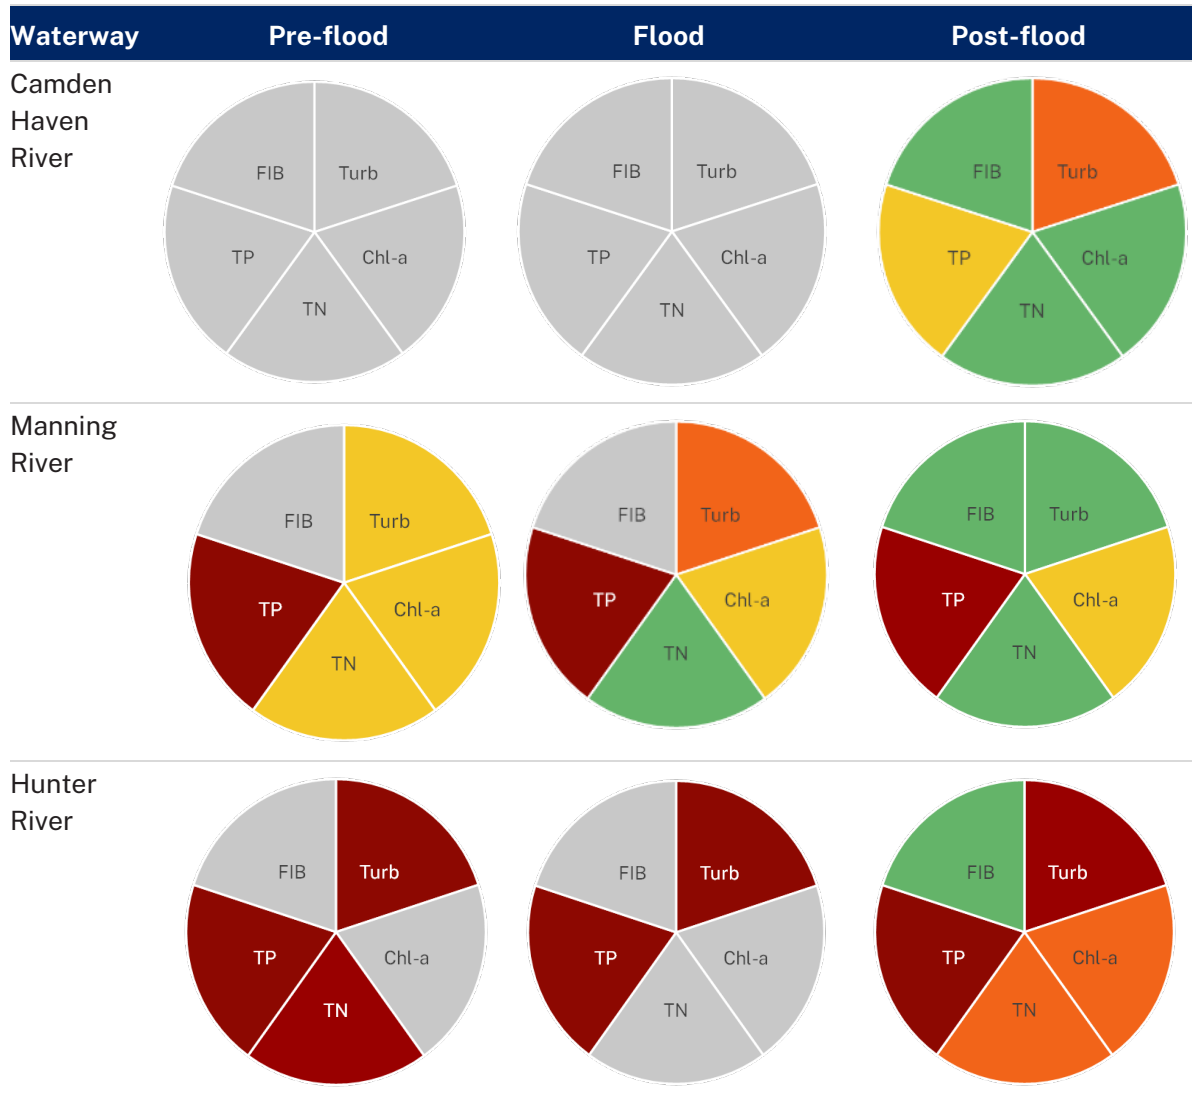 Waterway Pre-flood Flood Post-flood
Camden
Haven
River
FIB Turb
TP Chl-a
TN
FIB Turb
TP Chl-a
TN
FIB Turb
TP Chl-a
TN
Manning
River
FIB Turb
TP Chl-a
TN
FIB Turb
TP Chl-a
TN
FIB Turb
TP Chl-a
TN
Hunter
River
FIB Turb
TP Chl-a
TN
FIB Turb
TP Chl-a
TN
FIB Turb
TP Chl-a
TN